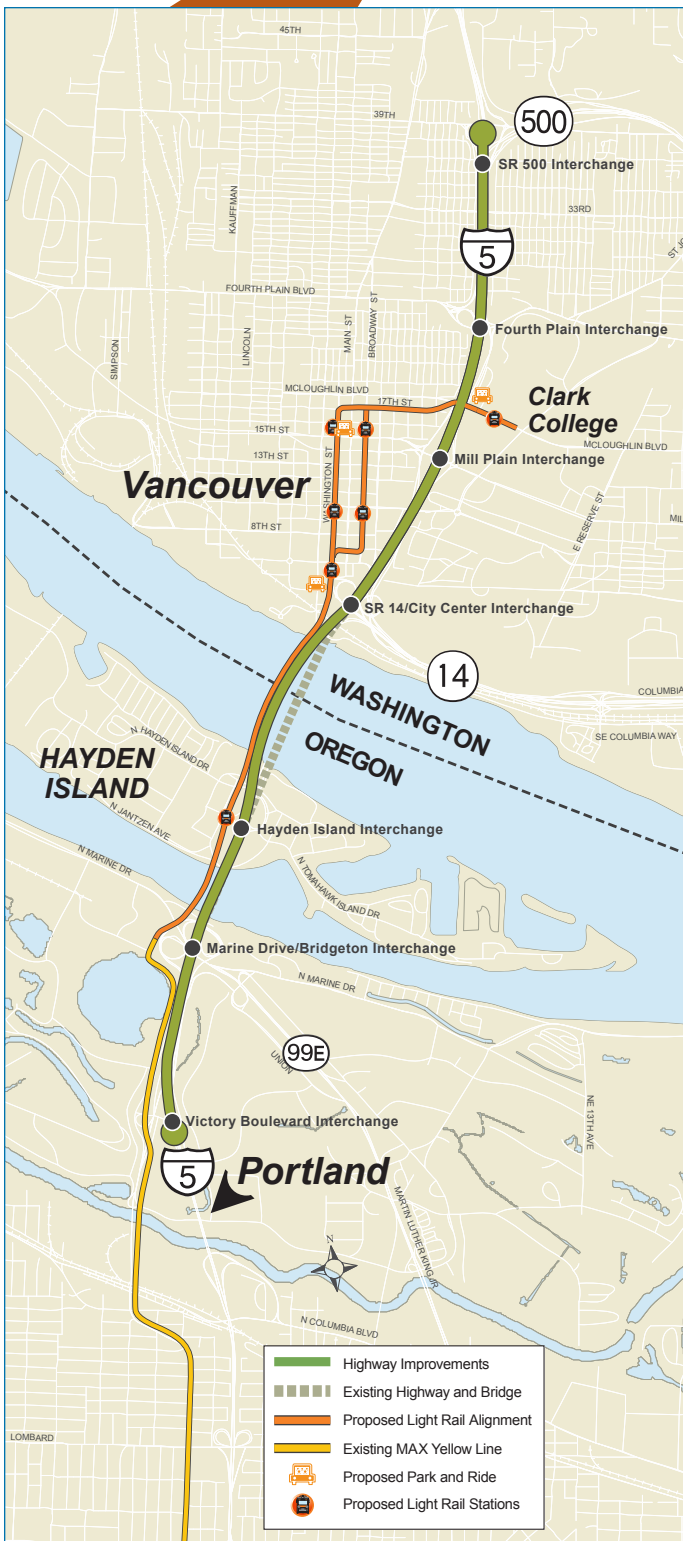 45TH
39TH
500
SR 500 Interchange
KAUFFMAN
33RD
5
FOURTH PLAIN BLVD
MAIN ST
BROADWAY ST
Fourth Plain Interchange
SIMPSON
LINCOLN
MCLOUGHLIN BLVD
17TH ST
Clark
College
15TH ST
MCLOUGHLIN BLVD
13TH ST
Mill Plain Interchange
Vancouver
WASHINGTON ST
E RESERVE ST
8TH ST
SR 14/City Center Interchange
14
WASHINGTON
COLUMBIA
OREGON
SE COLUMBIA WAY
N HAYDEN ISLAND DR
HAYDEN
ISLAND
N JANTZEN AVE
Hayden Island Interchange
N MARINE DR
N TOMAHAWK ISLAND DR
Marine Drive/Bridgeton Interchange
N MARINE DR
99E
UNION
NE 13TH AVE
Victory Boulevard Interchange
5
Portland
MARTIN LUTHER KING JR
N
N COLUMBIA BLVD
LOMBARD
Highway Improvements
Existing Highway and Bridge
Proposed Light Rail Alignment
Existing MAX Yellow Line
Proposed Park and Ride
Proposed Light Rail Stations